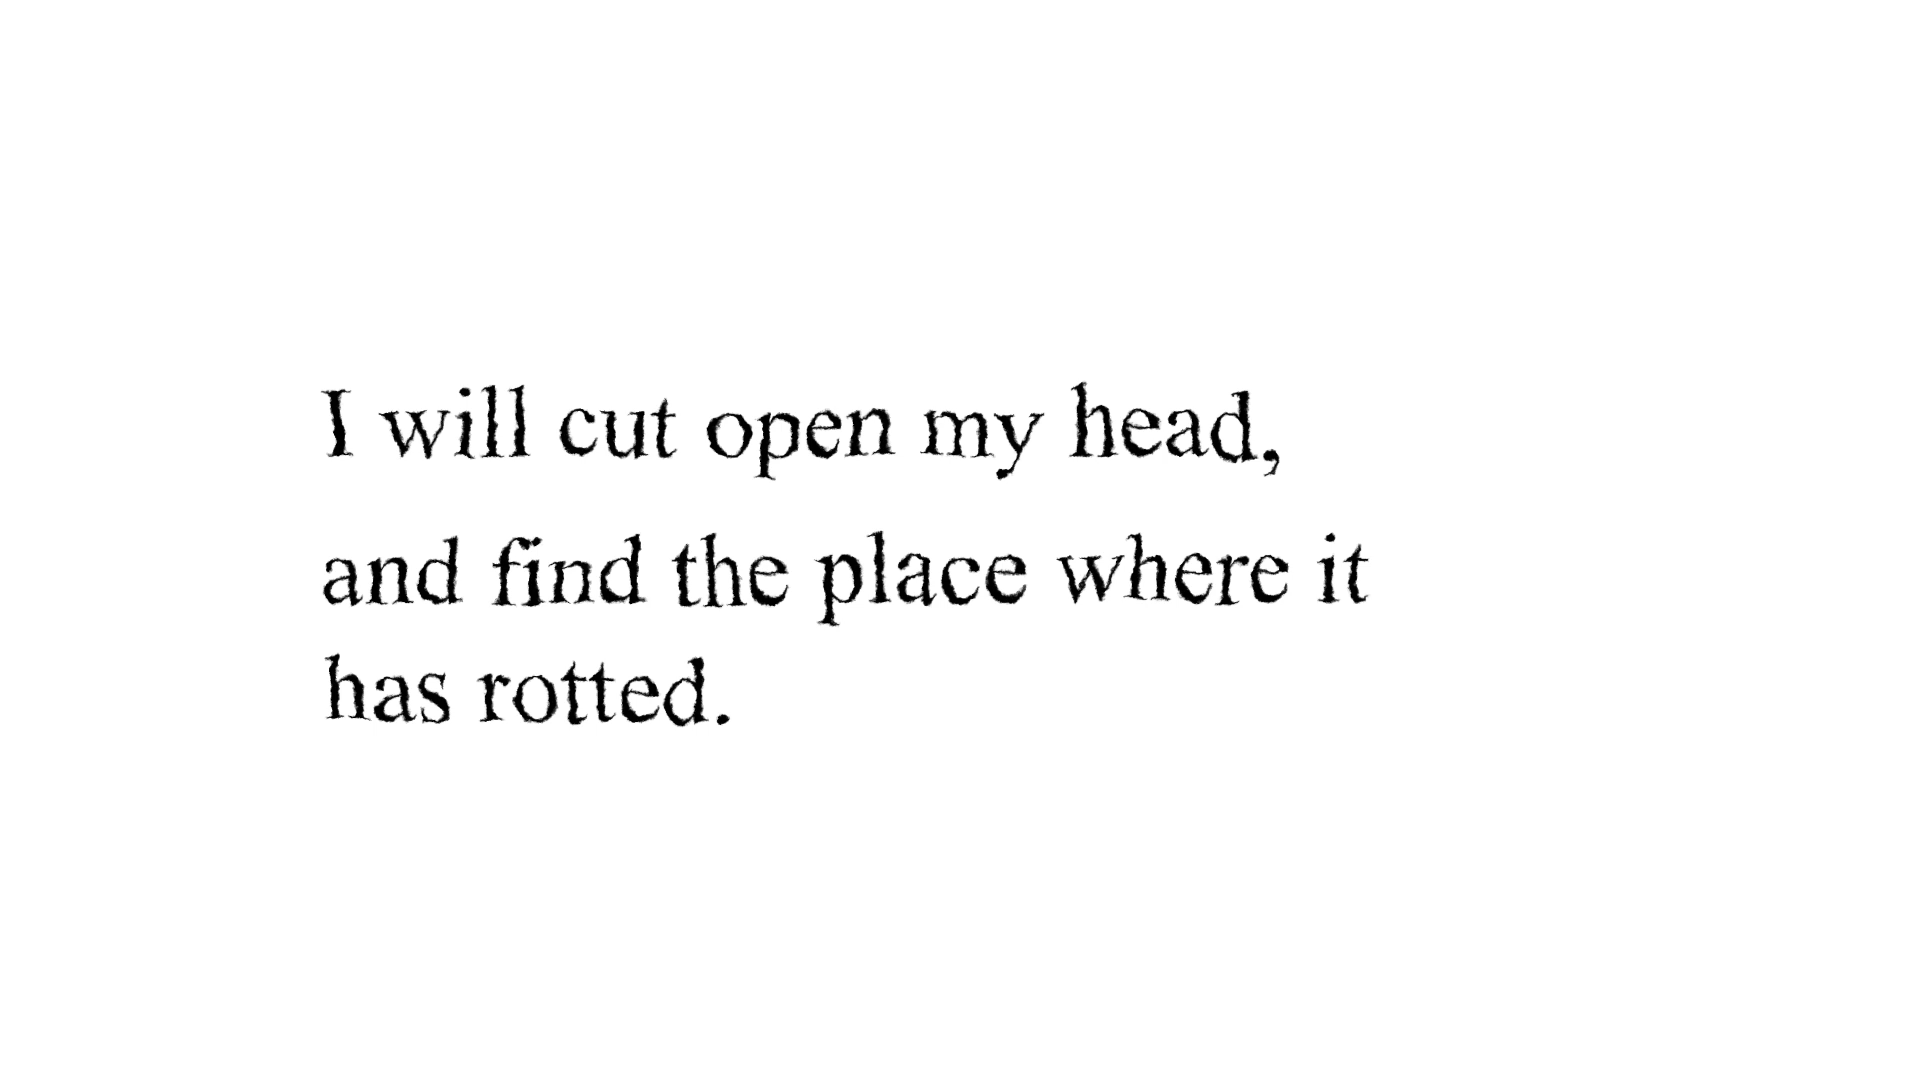 I will cut open my head,
and find the place where it
has rotted.